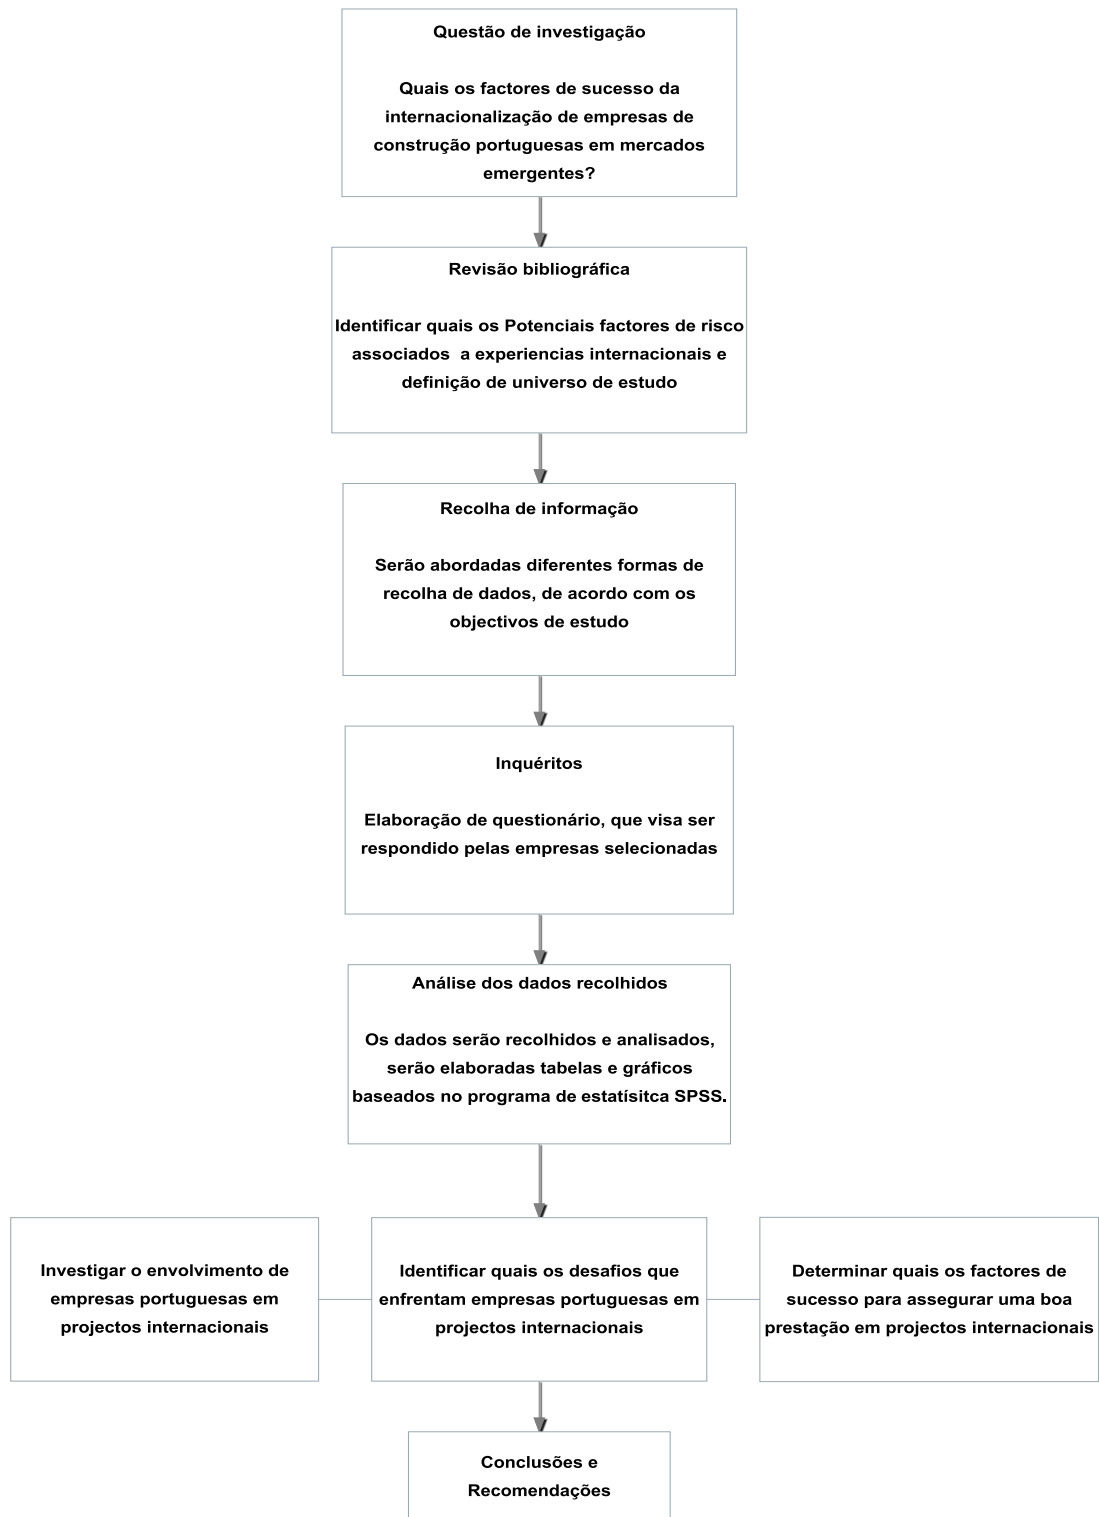 Questão de investigação
Quais os factores de sucesso da
internacionalização de empresas de
construção portuguesas em mercados
emergentes?
Revisão bibliográfica
Identificar quais os Potenciais factores de risco
associados  a experiencias internacionais e
definição de universo de estudo
Recolha de informação
Serão abordadas diferentes formas de
recolha de dados, de acordo com os
objectivos de estudo
Inquéritos
Elaboração de questionário, que visa ser
respondido pelas empresas selecionadas
Análise dos dados recolhidos
Os dados serão recolhidos e analisados,
serão elaboradas tabelas e gráficos
baseados no programa de estatísitca SPSS.
Investigar o envolvimento de
empresas portuguesas em
projectos internacionais
Identificar quais os desafios que
enfrentam empresas portuguesas em
projectos internacionais
Determinar quais os factores de
sucesso para assegurar uma boa
prestação em projectos internacionais
Conclusões e
Recomendações